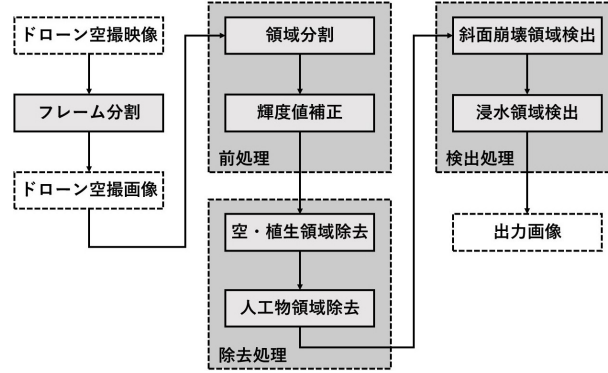 ドローン空撮映像
フレーム分割
ドローン空撮画像
領域分割
輝度値補正
前処理
空・植生領域除去
人工物領域除去
除去処理
斜面崩壊領域検出
浸水領域検出
検出処理
出力画像